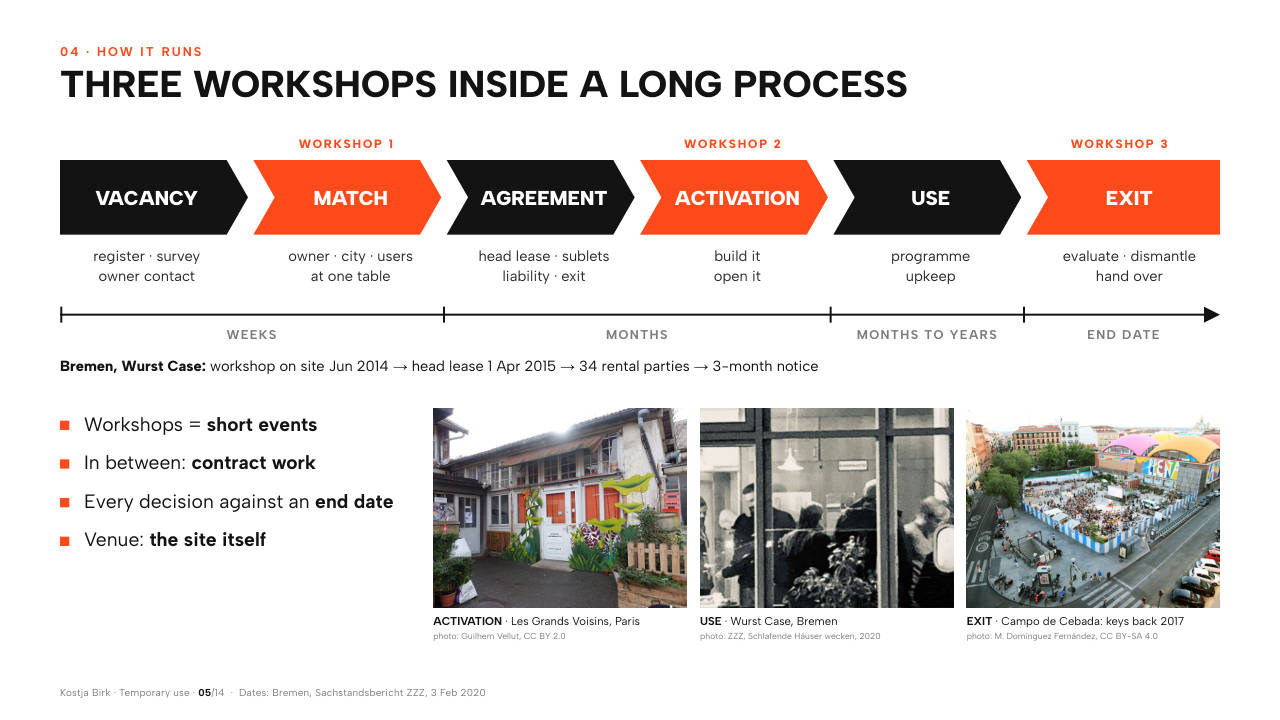 04 · HOW IT RUNS
THREE WORKSHOPS INSIDE A LONG PROCESS
WORKSHOP 1
WORKSHOP 2
WORKSHOP 3
VACANCY
MATCH
AGREEMENT
ACTIVATION
USE
EXIT
register · survey
owner contact
owner · city · users
at one table
head lease · sublets
liability · exit
build it
open it
programme
upkeep
evaluate · dismantle
hand over
WEEKS
MONTHS
MONTHS TO YEARS
END DATE
Bremen, Wurst Case: workshop on site Jun 2014 → head lease 1 Apr 2015 → 34 rental parties → 3-month notice
Workshops = short events
In between: contract work
Every decision against an end date
Venue: the site itself
ACTIVATION · Les Grands Voisins, Paris
photo: Guilhem Vellut, CC BY 2.0
USE · Wurst Case, Bremen
photo: ZZZ, Schlafende Häuser wecken, 2020
EXIT · Campo de Cebada: keys back 2017
photo: M. Domínguez Fernández, CC BY-SA 4.0
Kostja Birk · Temporary use · 05/14 · Dates: Bremen, Sachstandsbericht ZZZ, 3 Feb 2020